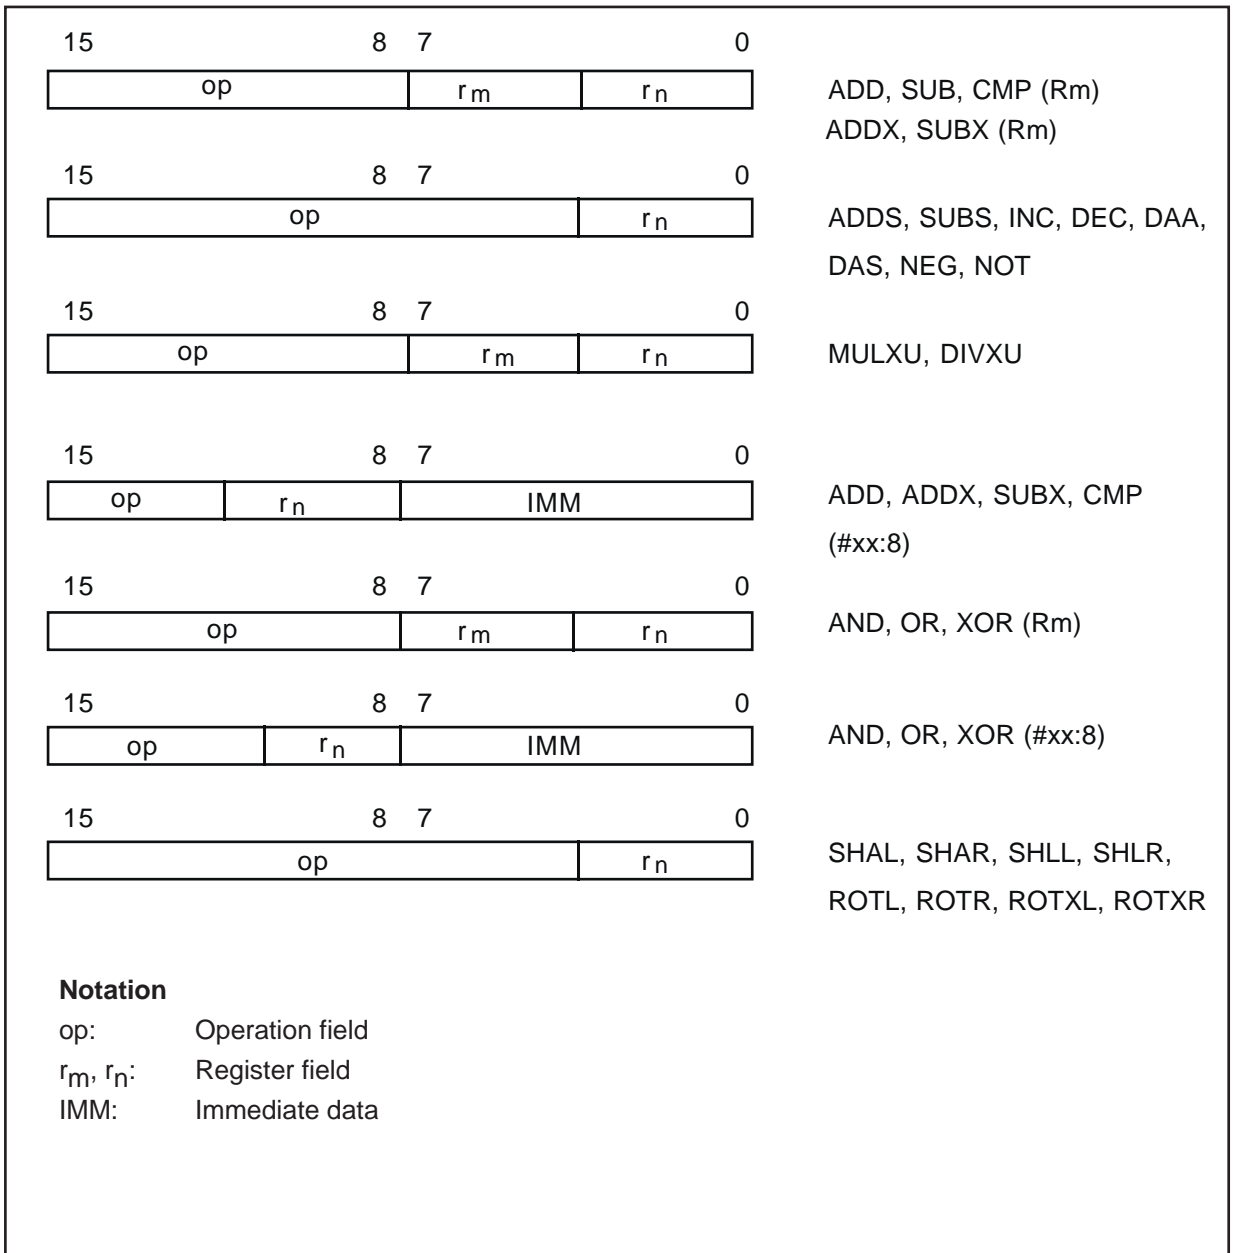 15 8 7 0
op rm rn ADD, SUB, CMP (Rm)
ADDX, SUBX (Rm)
15 8 7 0
op rn ADDS, SUBS, INC, DEC, DAA,
DAS, NEG, NOT
15 8 7 0
op rm rn MULXU, DIVXU
15 8 7 0
op rn IMM ADD, ADDX, SUBX, CMP
(#xx:8)
15 8 7 0
op rm rn AND, OR, XOR (Rm)
15 8 7 0
op rn IMM AND, OR, XOR (#xx:8)
15 8 7 0
op rn SHAL, SHAR, SHLL, SHLR,
ROTL, ROTR, ROTXL, ROTXR
Notation
op: Operation field
rm, rn: Register field
IMM: Immediate data